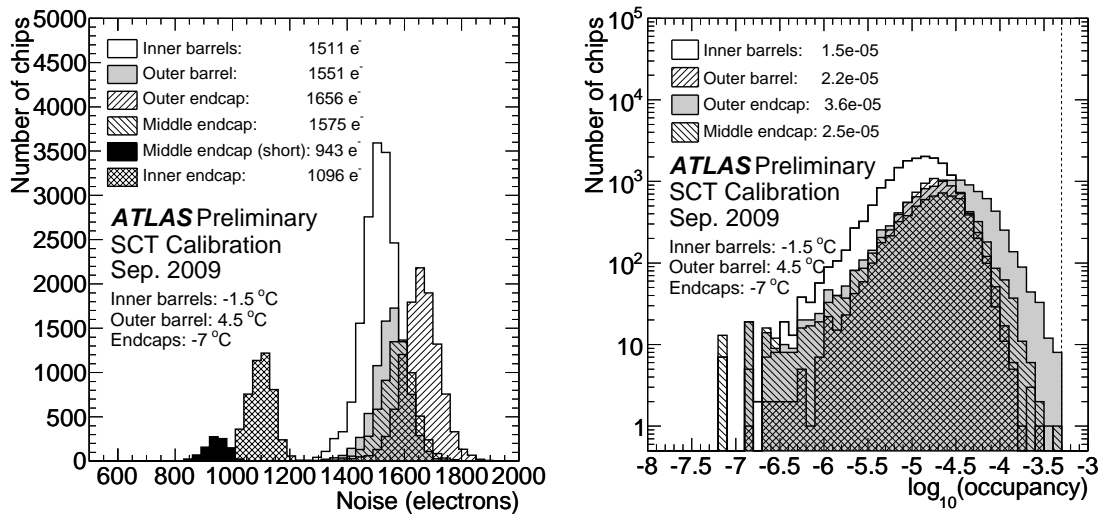 Number of chips
5000
4500
4000
3500
3000
2500
2000
1500
1000
500
0
Inner barrels: 1511 e-
Outer barrel: 1551 e-
Outer endcap: 1656 e-
Middle endcap: 1575 e-
Middle endcap (short): 943 e-
Inner endcap: 1096 e-
ATLAS Preliminary
SCT Calibration
Sep. 2009
Inner barrels: -1.5 °C
Outer barrel: 4.5 °C
Endcaps: -7 °C
600 800 1000 1200 1400 1600 1800 2000
Noise (electrons)
Number of chips
10^5
10^4
10^3
10^2
10
1
Inner barrels: 1.5e-05
Outer barrel: 2.2e-05
Outer endcap: 3.6e-05
Middle endcap: 2.5e-05
ATLAS Preliminary
SCT Calibration
Sep. 2009
Inner barrels: -1.5 °C
Outer barrel: 4.5 °C
Endcaps: -7 °C
-8 -7.5 -7 -6.5 -6 -5.5 -5 -4.5 -4 -3.5 -3
log10(occupancy)